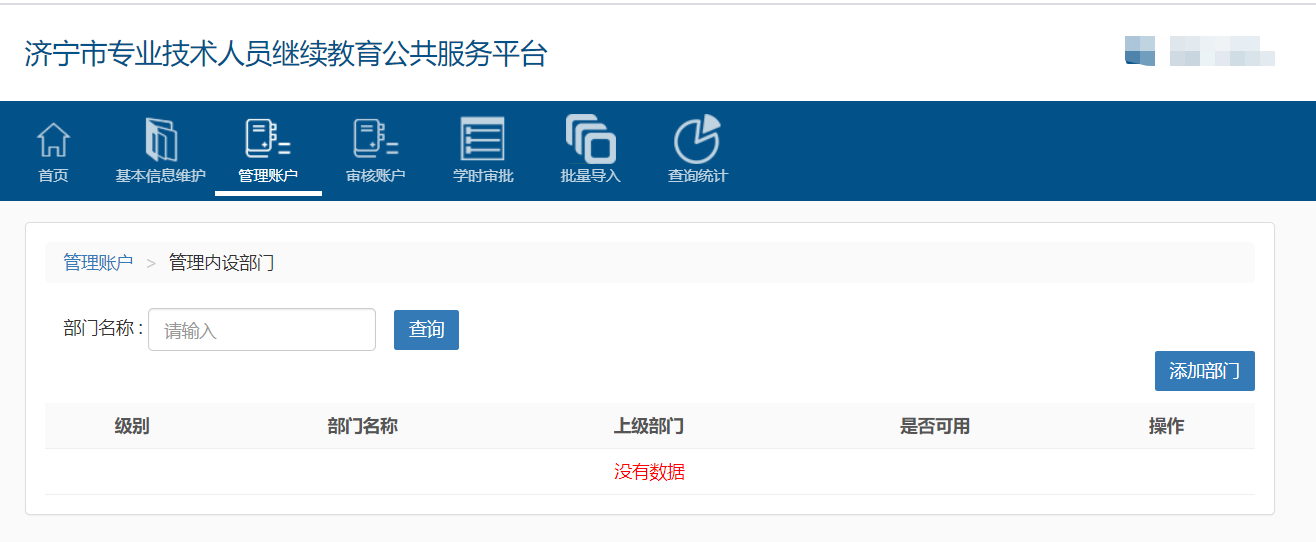 济宁市专业技术人员继续教育公共服务平台
首页 基本信息维护 管理账户 审核账户 学时审批 批量导入 查询统计
管理账户 > 管理内设部门
部门名称 : 请输入 查询
添加部门
级别 部门名称 上级部门 是否可用 操作
没有数据